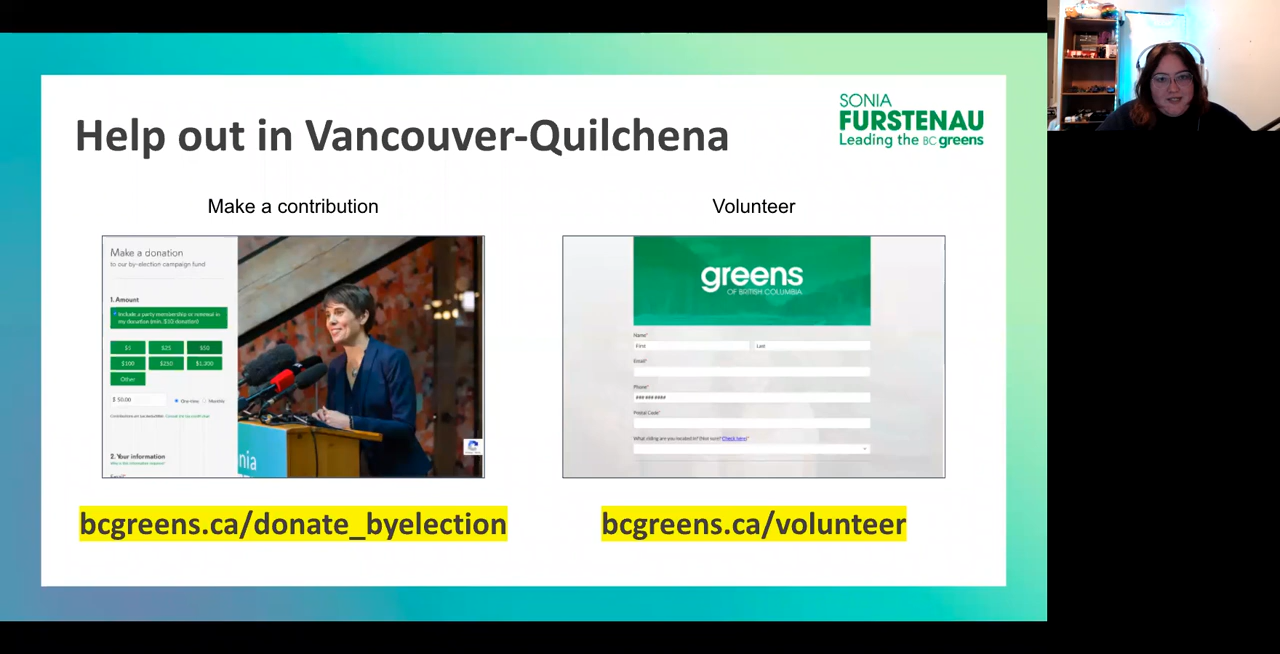 Help out in Vancouver-Quilchena
SONIA
FURSTENAU
Leading the BC greens
Make a contribution
Volunteer
Make a donation
to our by-election campaign fund
1. Amount
Include a party membership or renewal in
my donation (min. $10 donation)
$5 $25 $50
$100 $250 $1,300
Other
$ 50.00 One-time Monthly
2. Your information
Email*
nia
greens
OF BRITISH COLUMBIA
Name*
First Last
Email*
Phone*
### ### ####
Postal Code*
What riding are you located in? (Not sure? Check here)*
bcgreens.ca/donate_byelection
bcgreens.ca/volunteer